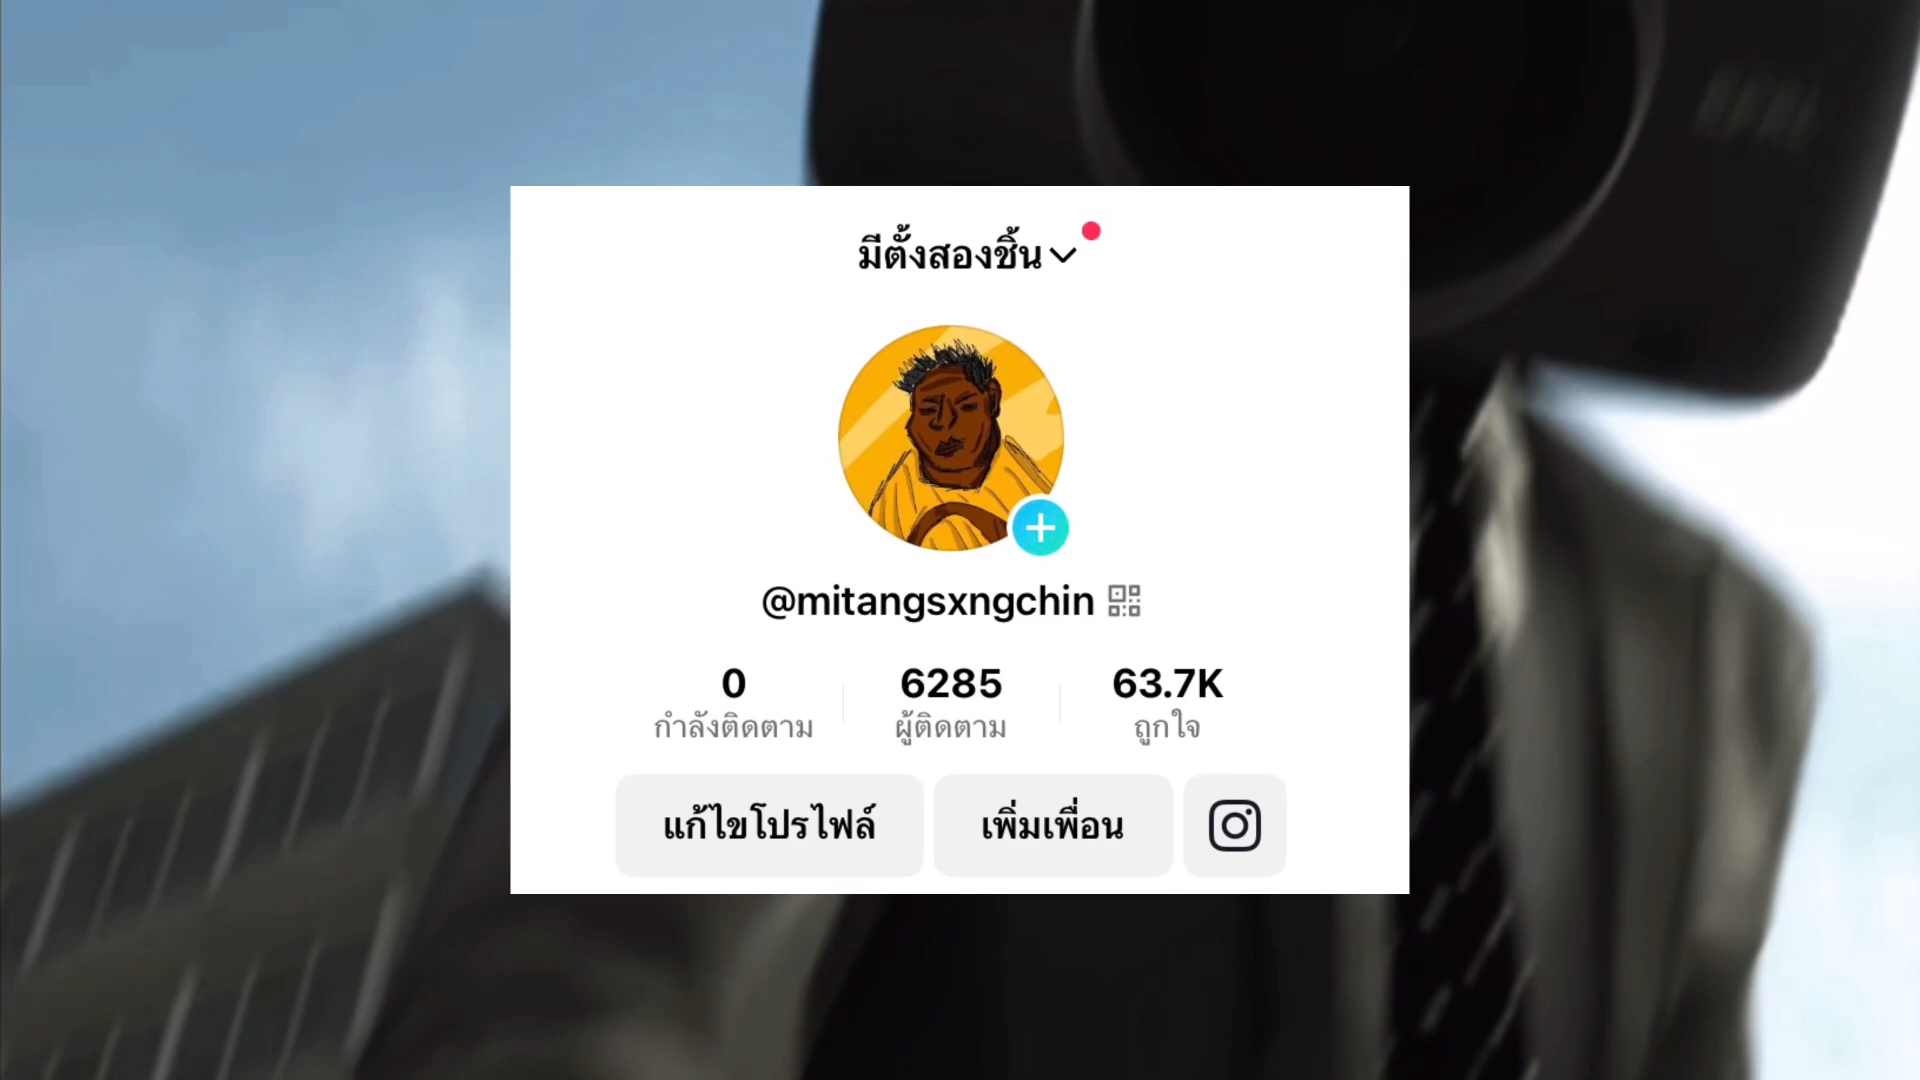 มีตั้งสองชิ้น
@mitangsxngchin
0 6285 63.7K
กำลังติดตาม ผู้ติดตาม ถูกใจ
แก้ไขโปรไฟล์ เพิ่มเพื่อน